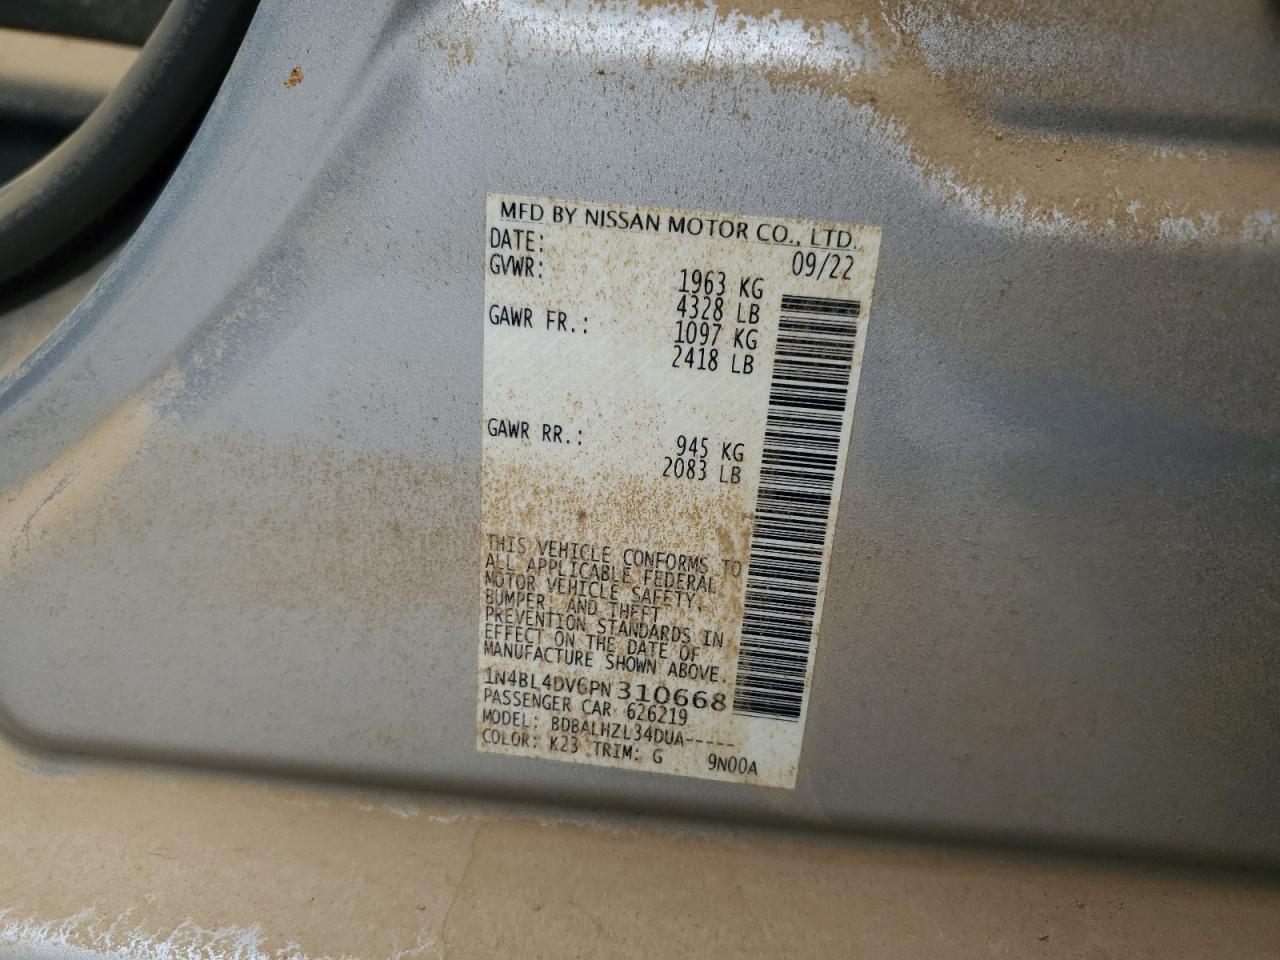 MFD BY NISSAN MOTOR CO., LTD.
DATE: 09/22
GVWR: 1963 KG
4328 LB
GAWR FR.: 1097 KG
2418 LB
GAWR RR.: 945 KG
2083 LB
THIS VEHICLE CONFORMS TO
ALL APPLICABLE FEDERAL
MOTOR VEHICLE SAFETY,
BUMPER, AND THEFT
PREVENTION STANDARDS IN
EFFECT ON THE DATE OF
MANUFACTURE SHOWN ABOVE.
1N4BL4DV6PN310668
PASSENGER CAR 626219
MODEL: BDBALHZL34DUA-----
COLOR: K23 TRIM: G 9N00A